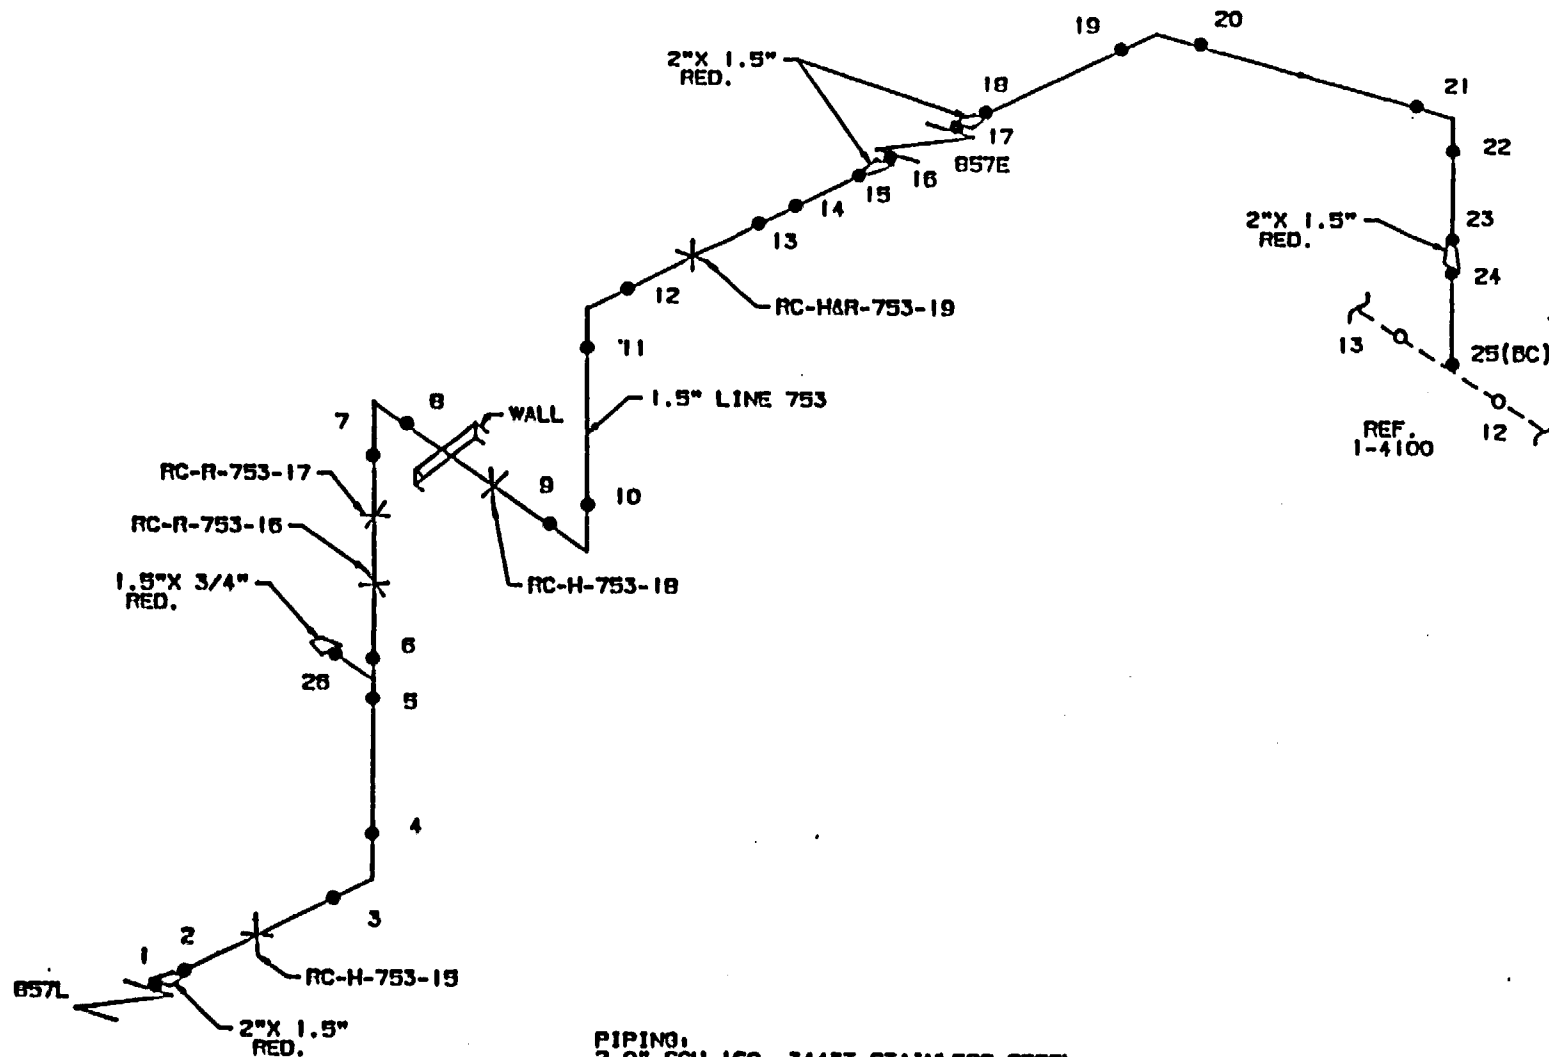 19
20
2"X 1.5"
RED.
18
21
17
22
16
857E
15
14
2"X 1.5"
RED.
23
13
24
12
RC-H&R-753-19
13
25(BC)
11
1.5" LINE 753
12
8
WALL
7
REF.
1-4100
RC-R-753-17
9
10
RC-R-753-16
1.5"X 3/4"
RED.
RC-H-753-18
6
26
5
4
3
2
1
RC-H-753-15
857L
2"X 1.5"
RED.
PIPING: